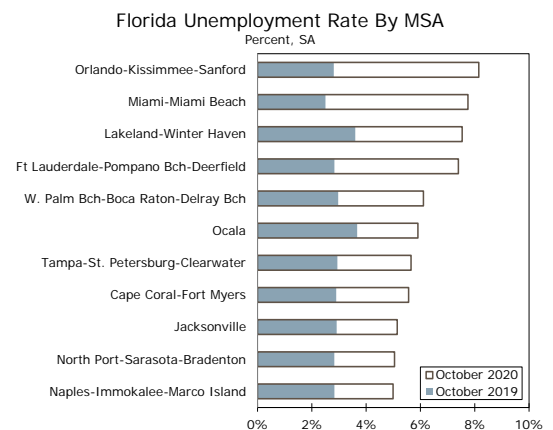 Florida Unemployment Rate By MSA
Percent, SA
Orlando-Kissimmee-Sanford
Miami-Miami Beach
Lakeland-Winter Haven
Ft Lauderdale-Pompano Bch-Deerfield
W. Palm Bch-Boca Raton-Delray Bch
Ocala
Tampa-St. Petersburg-Clearwater
Cape Coral-Fort Myers
Jacksonville
North Port-Sarasota-Bradenton
Naples-Immokalee-Marco Island
October 2020
October 2019
0% 2% 4% 6% 8% 10%